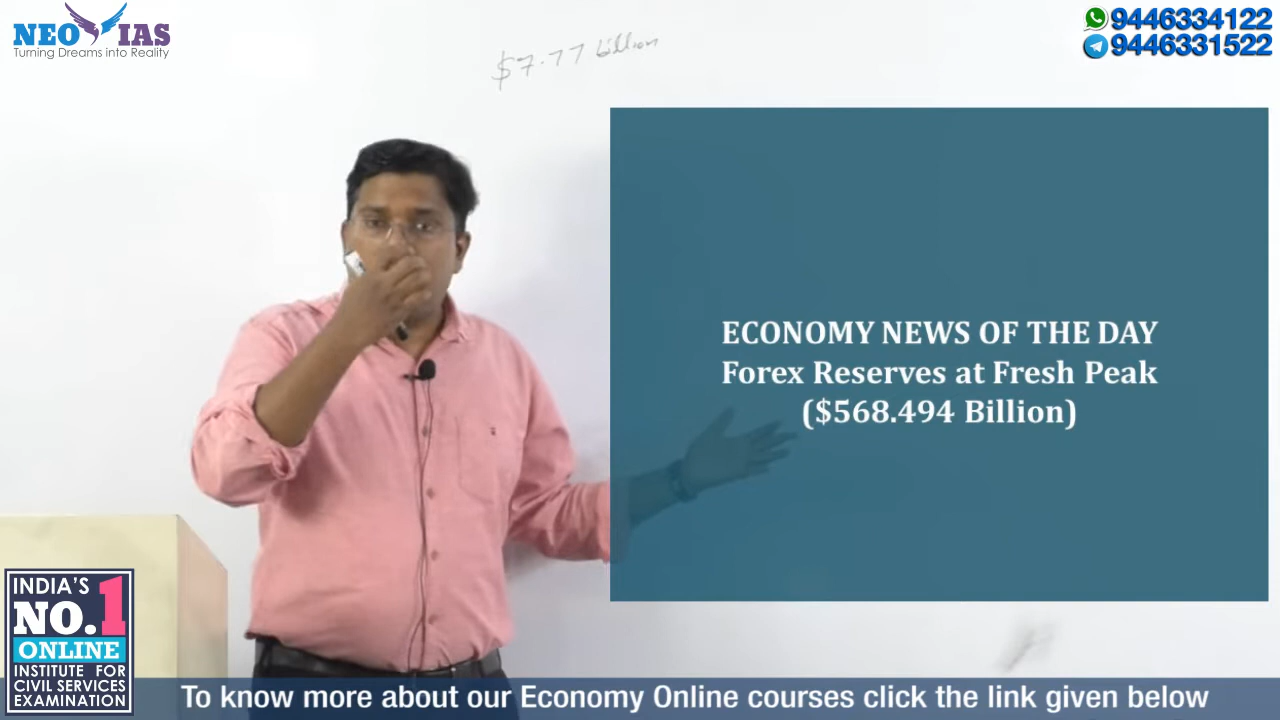 NEO IAS
Turning Dreams into Reality
9446334122
9446331522
$7.77 billion
ECONOMY NEWS OF THE DAY
Forex Reserves at Fresh Peak
($568.494 Billion)
INDIA'S
NO.1
ONLINE
INSTITUTE FOR
CIVIL SERVICES
EXAMINATION
To know more about our Economy Online courses click the link given below